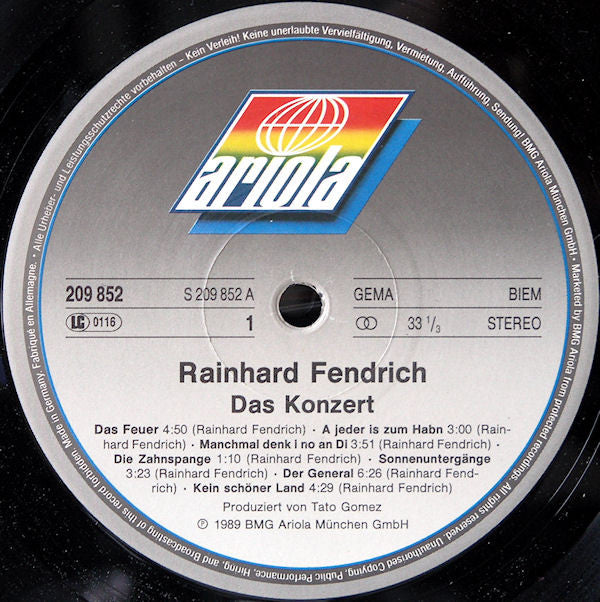 ariola
209 852
S 209 852 A
GEMA
BIEM
LC 0116
1
33 1/3
STEREO
Rainhard Fendrich
Das Konzert
Das Feuer 4:50 (Rainhard Fendrich) · A jeder is zum Habn 3:00 (Rain-
hard Fendrich) · Manchmal denk i no an Di 3:51 (Rainhard Fendrich) ·
Die Zahnspange 1:10 (Rainhard Fendrich) · Sonnenuntergänge
3:23 (Rainhard Fendrich) · Der General 6:26 (Rainhard Fend-
rich) · Kein schöner Land 4:29 (Rainhard Fendrich)
Produziert von Tato Gomez
℗ 1989 BMG Ariola München GmbH
Made in Germany. Fabriqué en Allemagne. • Alle Urheber- und Leistungsschutzrechte vorbehalten – Kein Verleih! Keine unerlaubte Vervielfältigung, Vermietung, Aufführung, Sendung! BMG Ariola München GmbH • Marketed by BMG Ariola from protected recordings. All rights reserved. Unauthorised Copying, Public Performance, Hiring, and Broadcasting of this record forbidden.